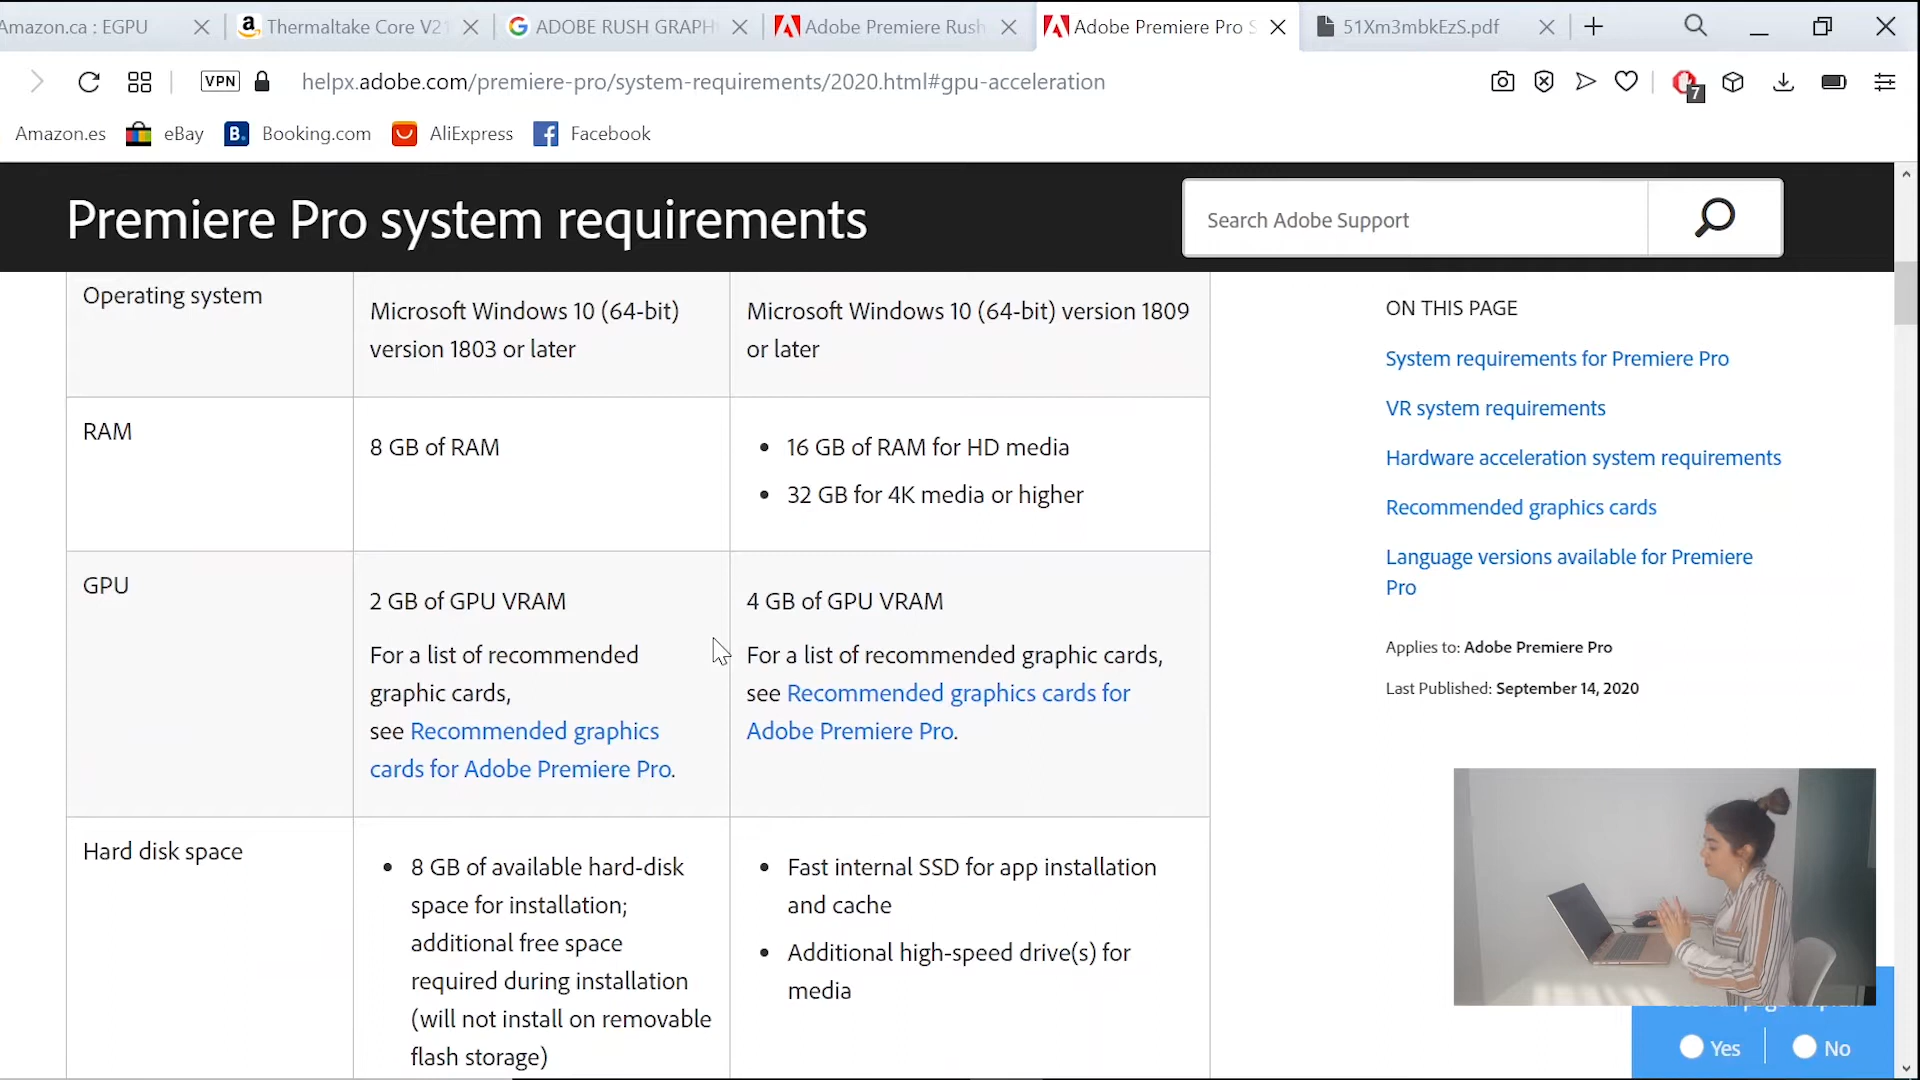 Amazon.ca : EGPU
Thermaltake Core V21
ADOBE RUSH GRAPH
Adobe Premiere Rush
Adobe Premiere Pro S
51Xm3mbkEzS.pdf
VPN
helpx.adobe.com/premiere-pro/system-requirements/2020.html#gpu-acceleration
7
Amazon.es
eBay
B.
Booking.com
AliExpress
Facebook
Premiere Pro system requirements
Search Adobe Support
Operating system
Microsoft Windows 10 (64-bit)
version 1803 or later
Microsoft Windows 10 (64-bit) version 1809
or later
RAM
8 GB of RAM
• 16 GB of RAM for HD media
• 32 GB for 4K media or higher
GPU
2 GB of GPU VRAM
For a list of recommended
graphic cards,
see Recommended graphics
cards for Adobe Premiere Pro.
4 GB of GPU VRAM
For a list of recommended graphic cards,
see Recommended graphics cards for
Adobe Premiere Pro.
Hard disk space
• 8 GB of available hard-disk
space for installation;
additional free space
required during installation
(will not install on removable
flash storage)
• Fast internal SSD for app installation
and cache
• Additional high-speed drive(s) for
media
ON THIS PAGE
System requirements for Premiere Pro
VR system requirements
Hardware acceleration system requirements
Recommended graphics cards
Language versions available for Premiere
Pro
Applies to: Adobe Premiere Pro
Last Published: September 14, 2020
Yes
No